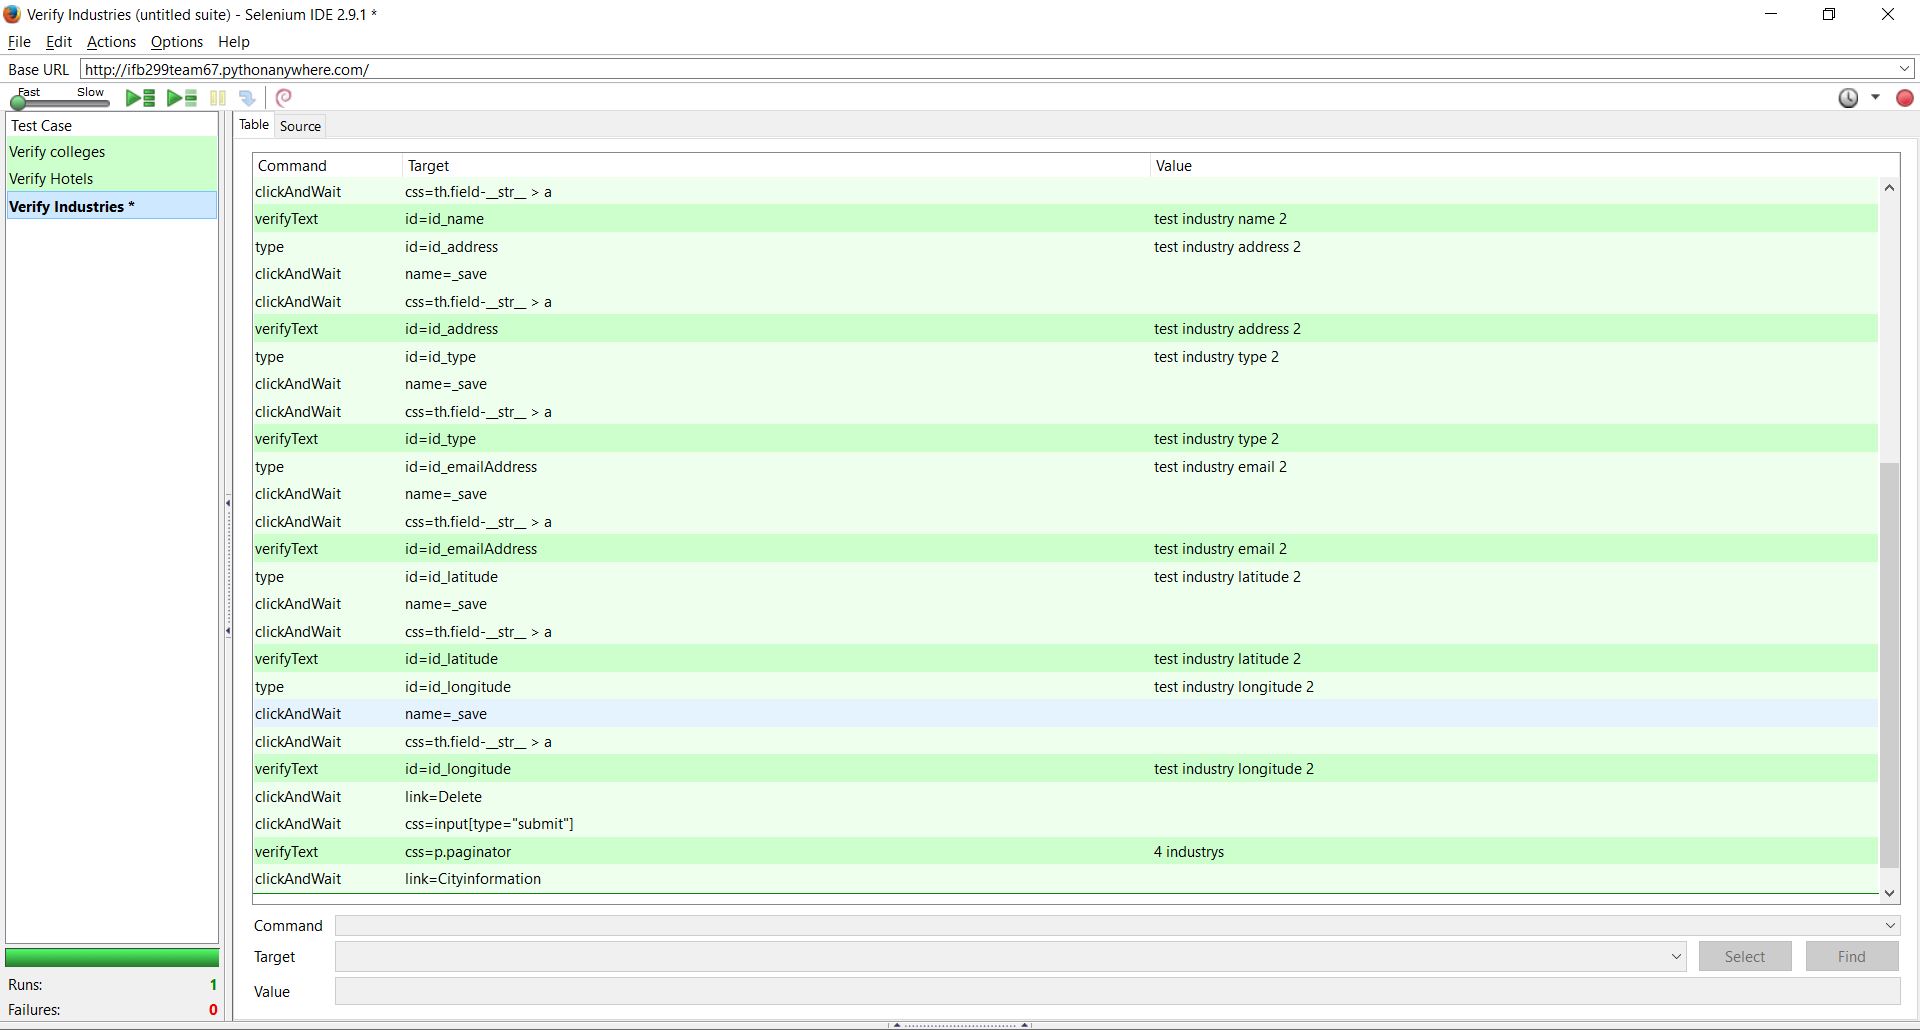 Verify Industries (untitled suite) - Selenium IDE 2.9.1 *
File Edit Actions Options Help
Base URL http://ifb299team67.pythonanywhere.com/
Fast Slow
Test Case
Verify colleges
Verify Hotels
Verify Industries *
Table Source
Command Target Value
clickAndWait css=th.field-__str__ > a
verifyText id=id_name test industry name 2
type id=id_address test industry address 2
clickAndWait name=_save
clickAndWait css=th.field-__str__ > a
verifyText id=id_address test industry address 2
type id=id_type test industry type 2
clickAndWait name=_save
clickAndWait css=th.field-__str__ > a
verifyText id=id_type test industry type 2
type id=id_emailAddress test industry email 2
clickAndWait name=_save
clickAndWait css=th.field-__str__ > a
verifyText id=id_emailAddress test industry email 2
type id=id_latitude test industry latitude 2
clickAndWait name=_save
clickAndWait css=th.field-__str__ > a
verifyText id=id_latitude test industry latitude 2
type id=id_longitude test industry longitude 2
clickAndWait name=_save
clickAndWait css=th.field-__str__ > a
verifyText id=id_longitude test industry longitude 2
clickAndWait link=Delete
clickAndWait css=input[type="submit"]
verifyText css=p.paginator 4 industrys
clickAndWait link=Cityinformation
Command
Target Select Find
Value
Runs: 1
Failures: 0